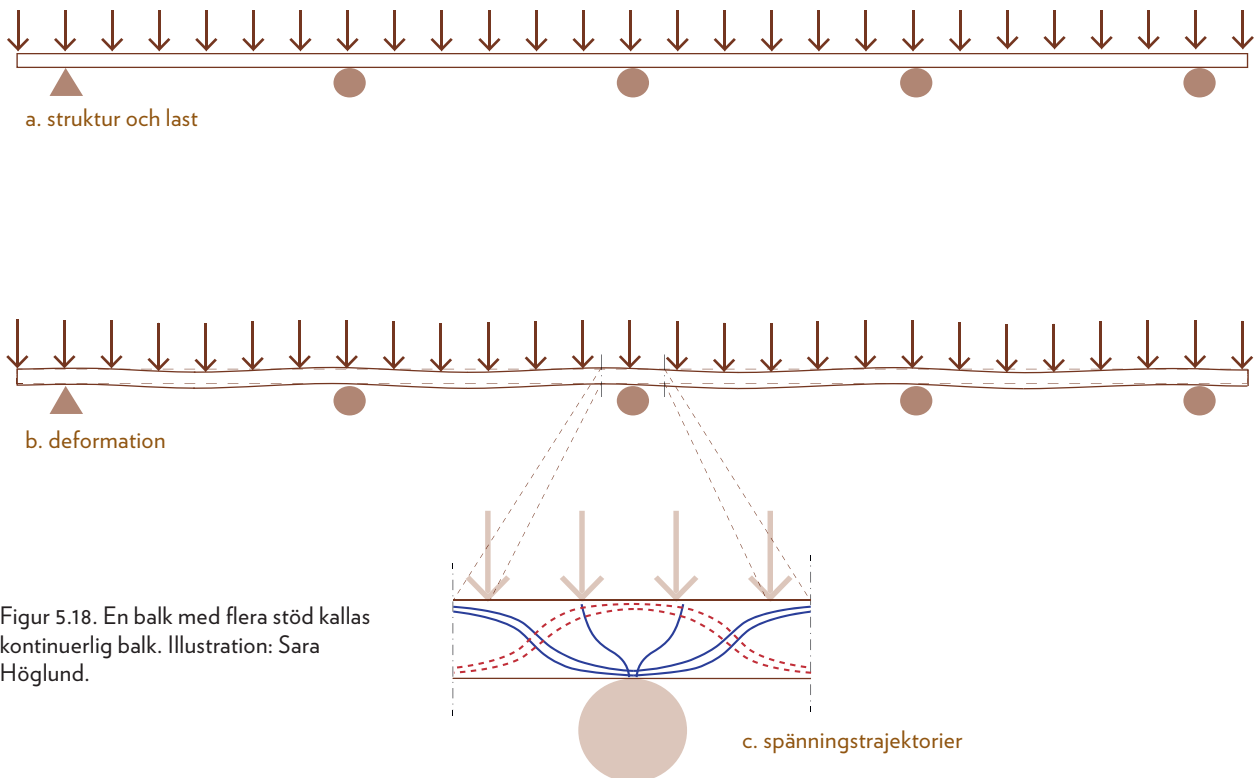 a. struktur och last
b. deformation
Figur 5.18. En balk med flera stöd kallas
kontinuerlig balk. Illustration: Sara
Höglund.
c. spänningstrajektorier